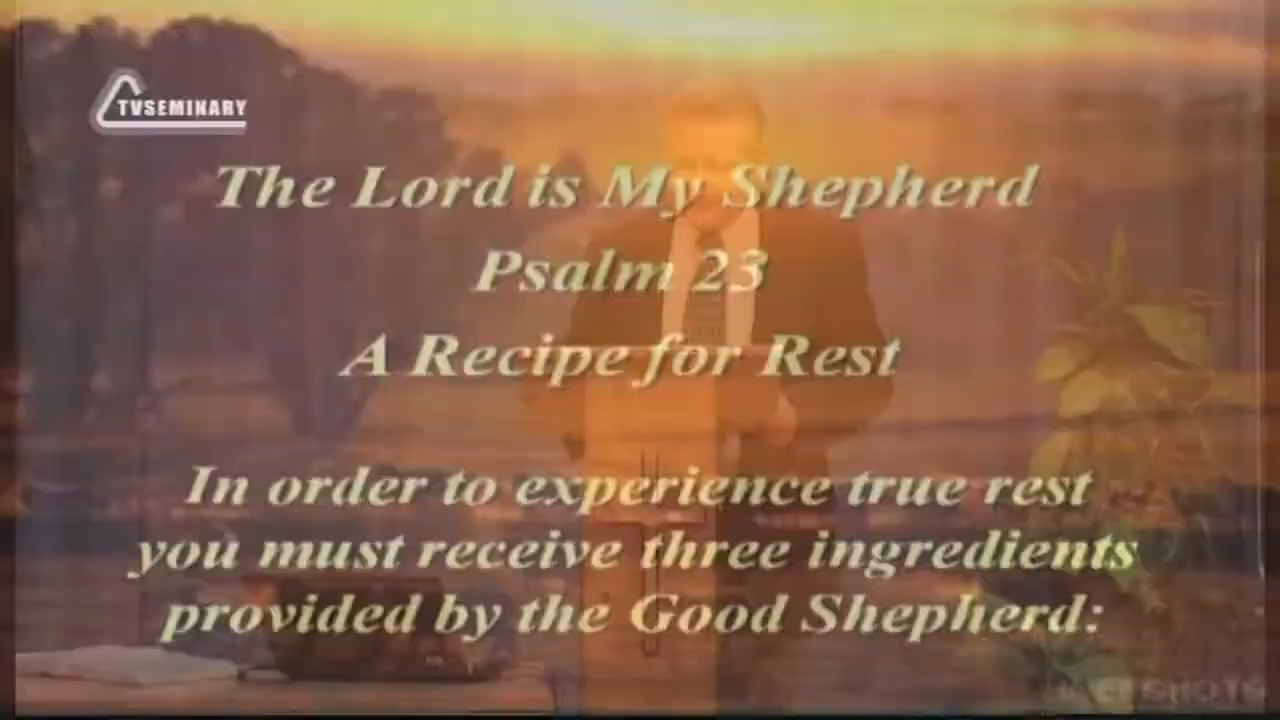 TVSEMINARY
The Lord is My Shepherd
Psalm 23
A Recipe for Rest
In order to experience true rest
you must receive three ingredients
provided by the Good Shepherd: